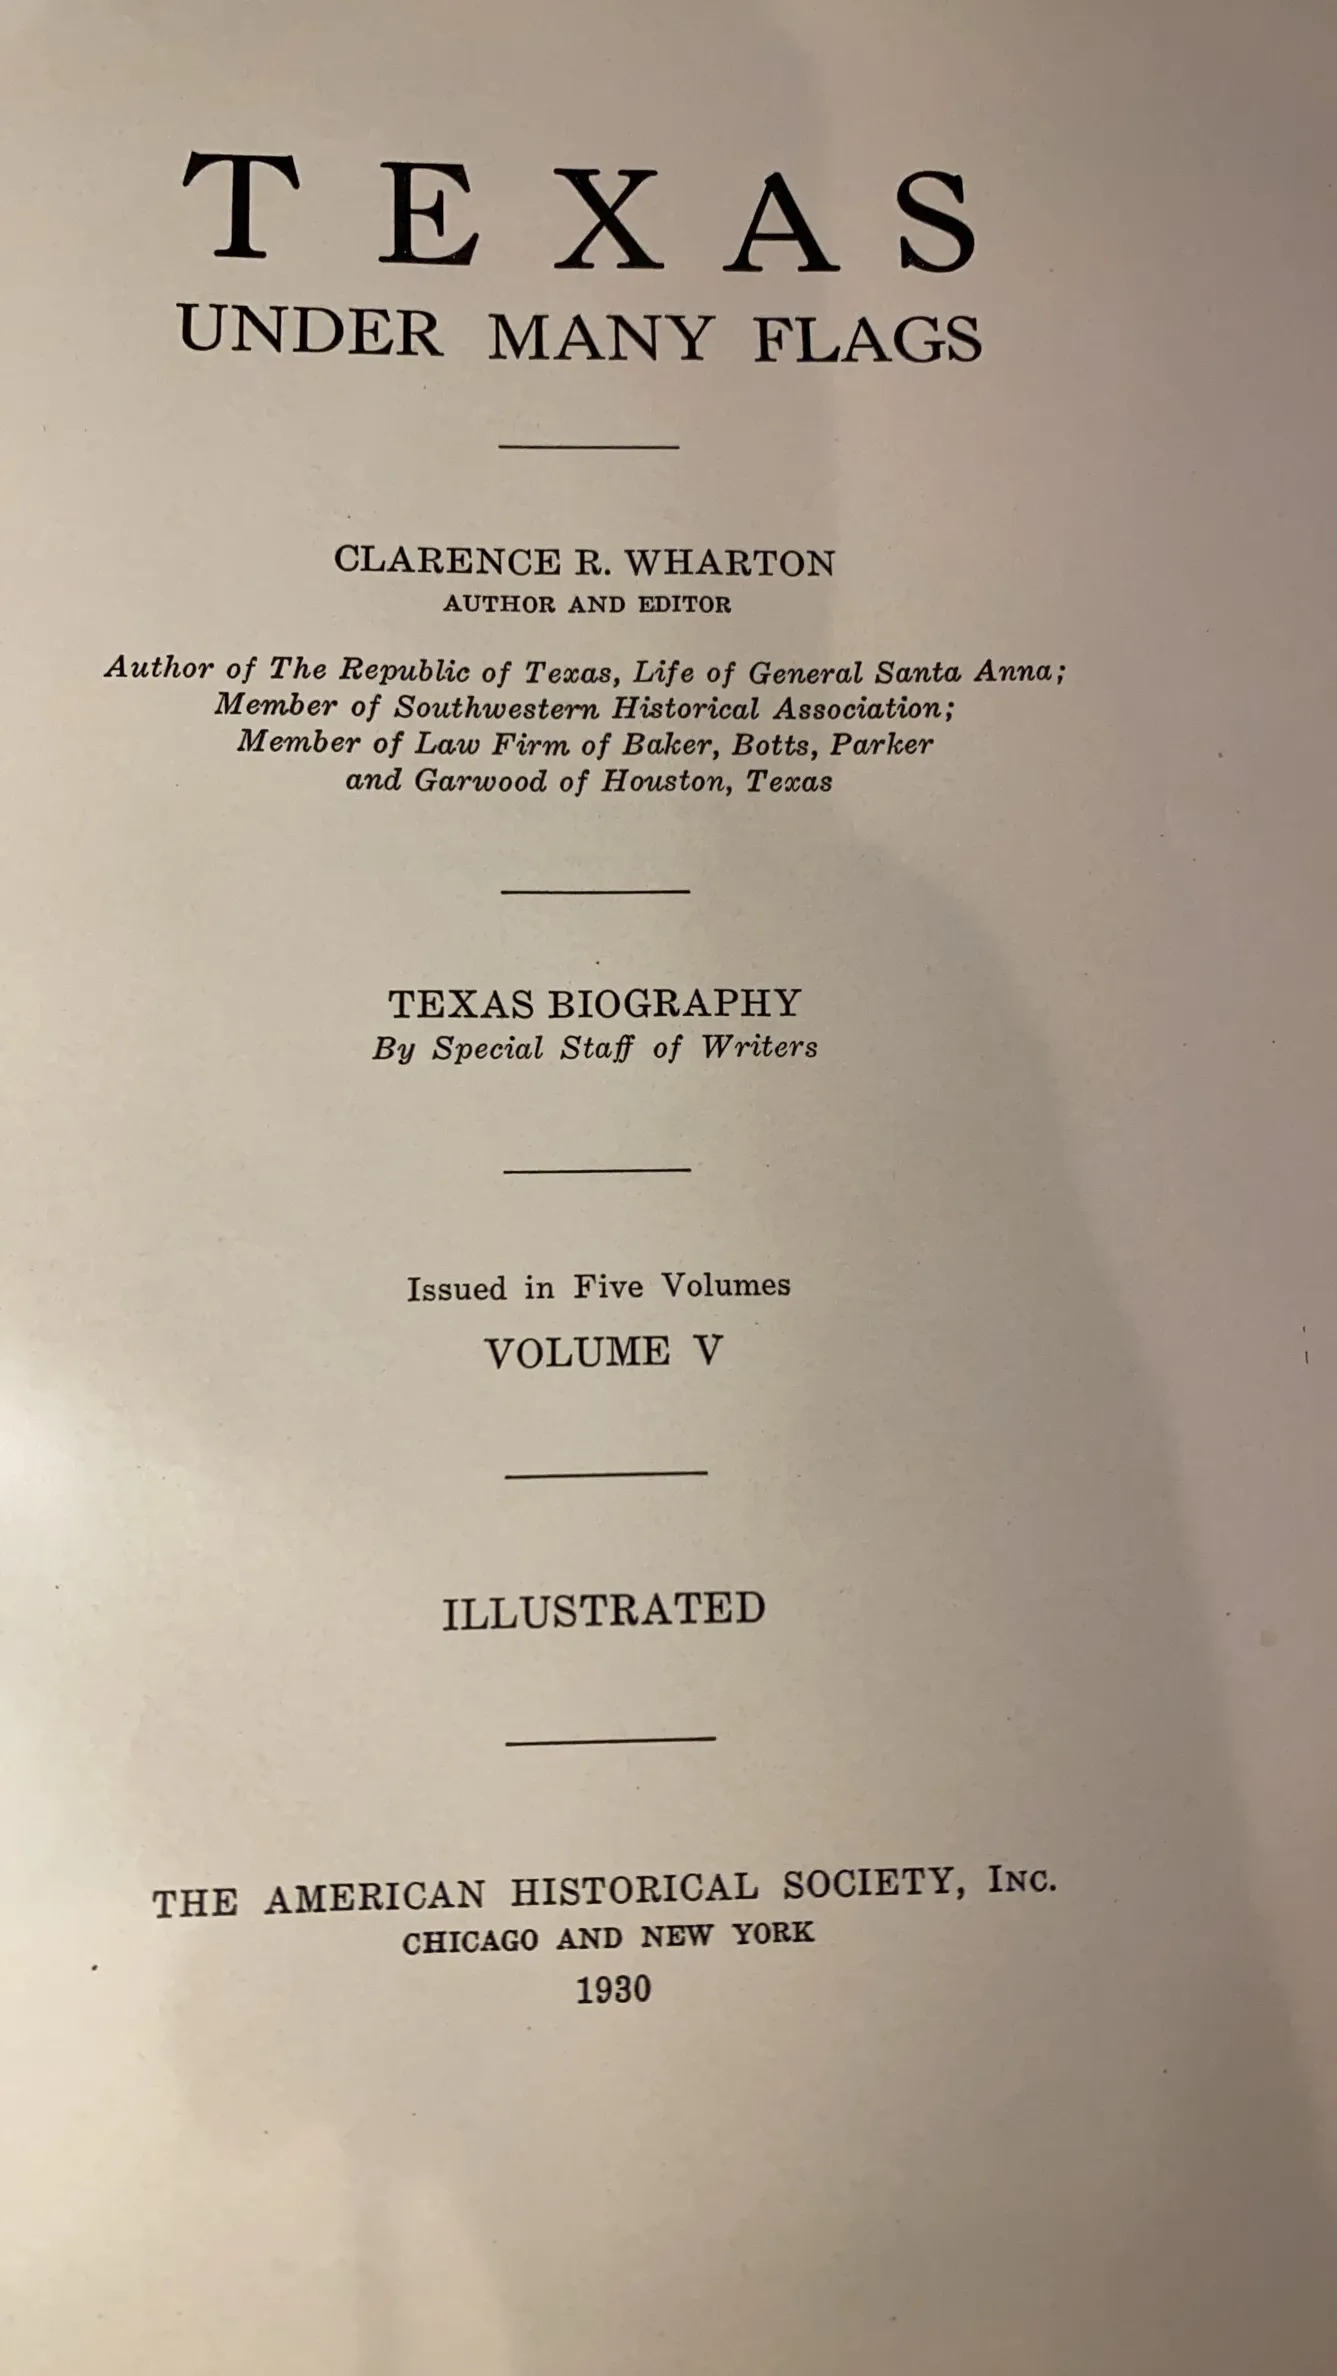 TEXAS
UNDER MANY FLAGS
CLARENCE R. WHARTON
AUTHOR AND EDITOR
Author of The Republic of Texas, Life of General Santa Anna;
Member of Southwestern Historical Association;
Member of Law Firm of Baker, Botts, Parker
and Garwood of Houston, Texas
TEXAS BIOGRAPHY
By Special Staff of Writers
Issued in Five Volumes
VOLUME V
ILLUSTRATED
THE AMERICAN HISTORICAL SOCIETY, INC.
CHICAGO AND NEW YORK
1930